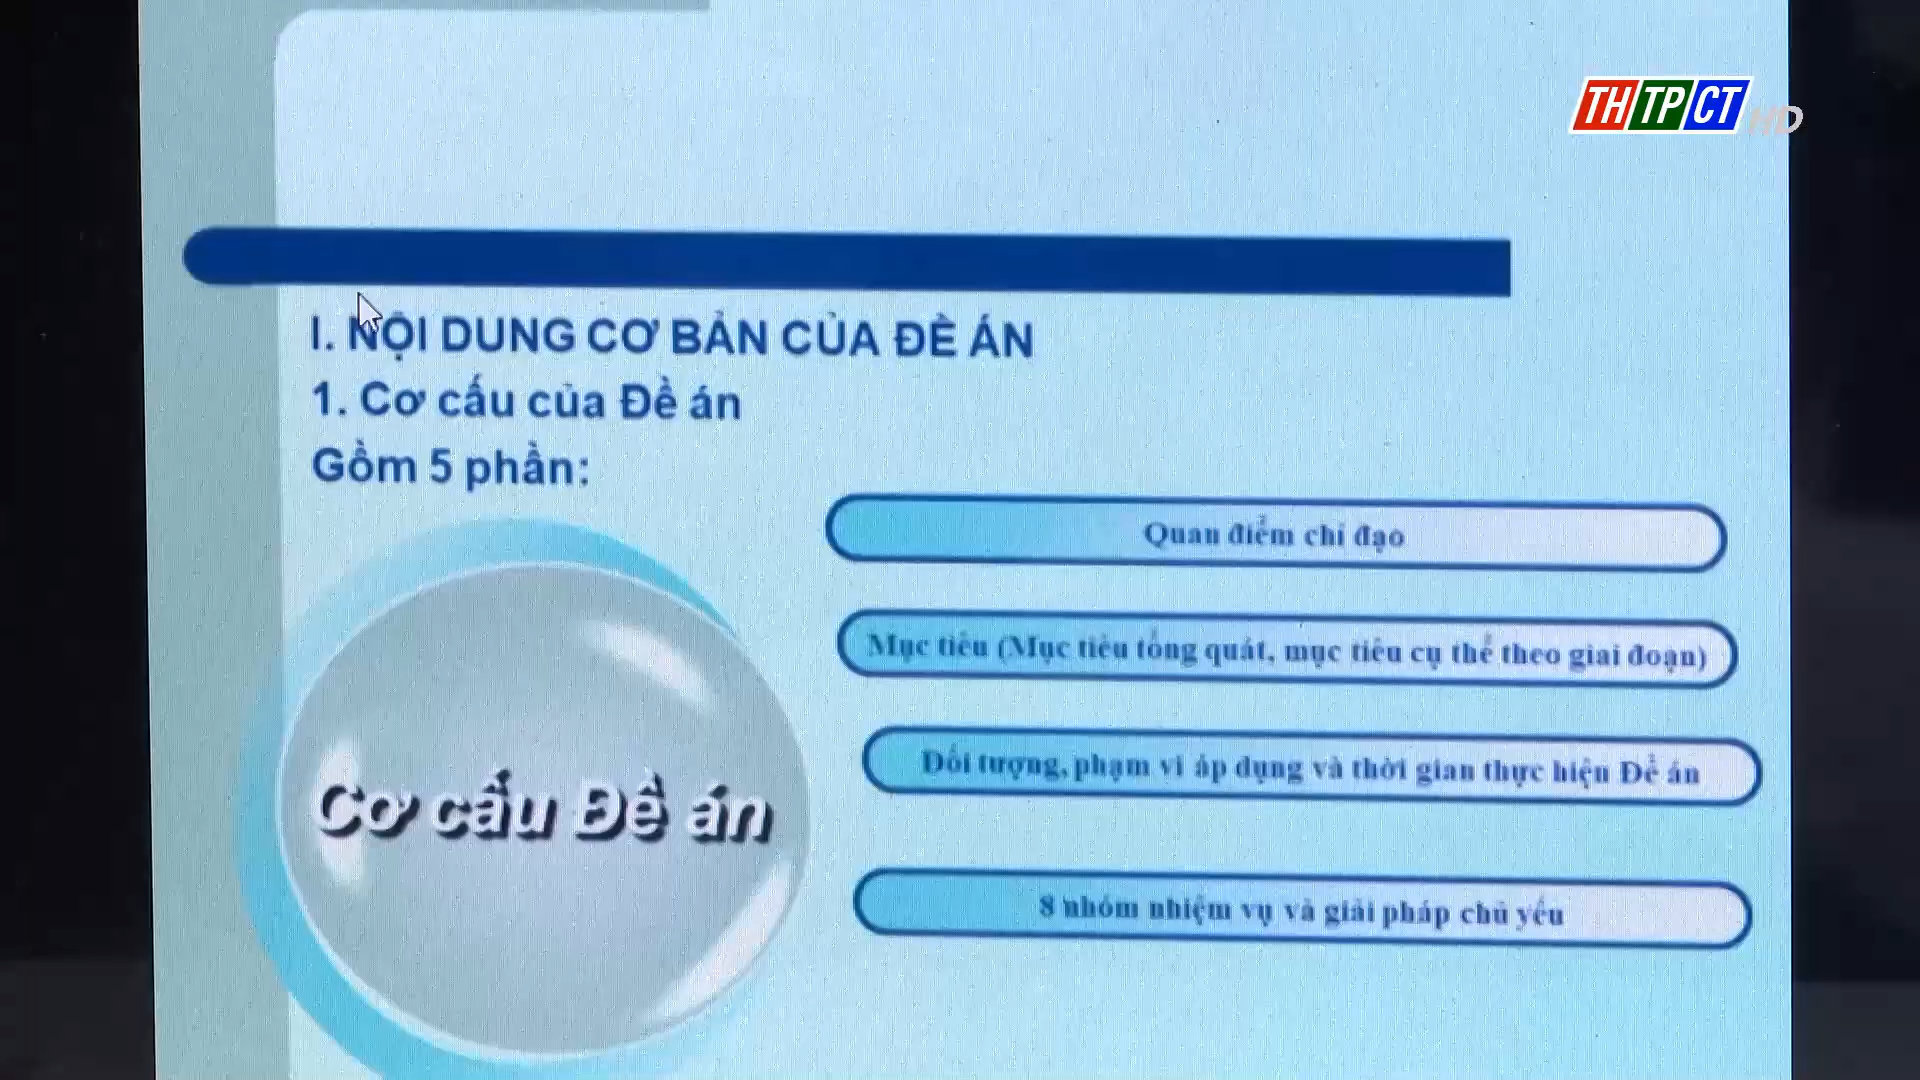 THTPCT HD
I. NỘI DUNG CƠ BẢN CỦA ĐỀ ÁN
1. Cơ cấu của Đề án
Gồm 5 phần:
Quan điểm chỉ đạo
Mục tiêu (Mục tiêu tổng quát, mục tiêu cụ thể theo giai đoạn)
Đối tượng, phạm vi áp dụng và thời gian thực hiện Đề án
Cơ cấu Đề án
8 nhóm nhiệm vụ và giải pháp chủ yếu